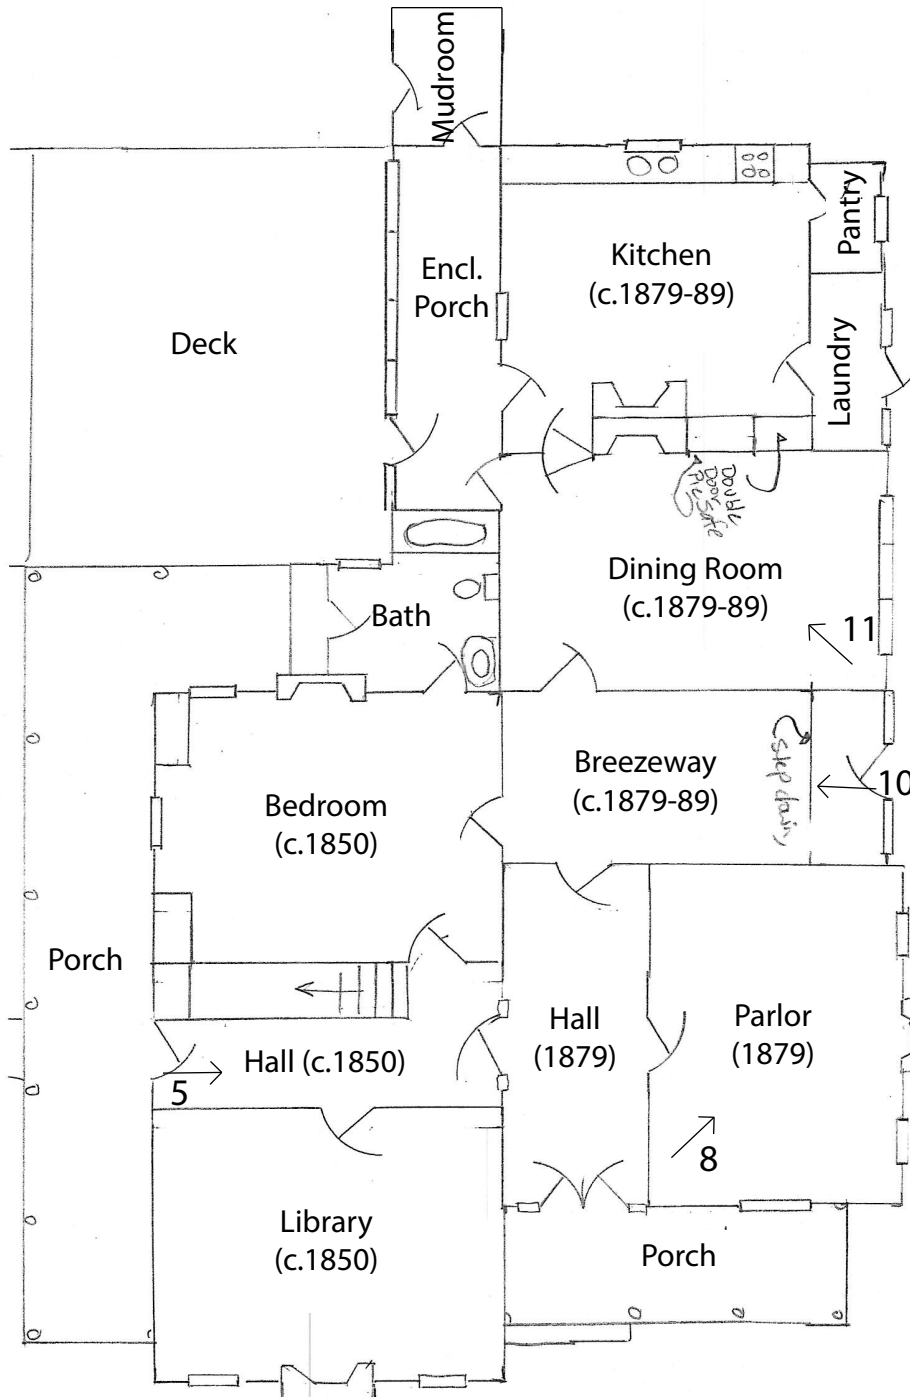 Mudroom
Pantry
Kitchen
(c.1879-89)
Encl.
Porch
Deck
Laundry
Double
Door
Pie Safe
Dining Room
(c.1879-89)
Bath
11
Breezeway
(c.1879-89)
step down
10
Bedroom
(c.1850)
Porch
Hall
(1879)
Parlor
(1879)
Hall (c.1850)
5
8
Library
(c.1850)
Porch